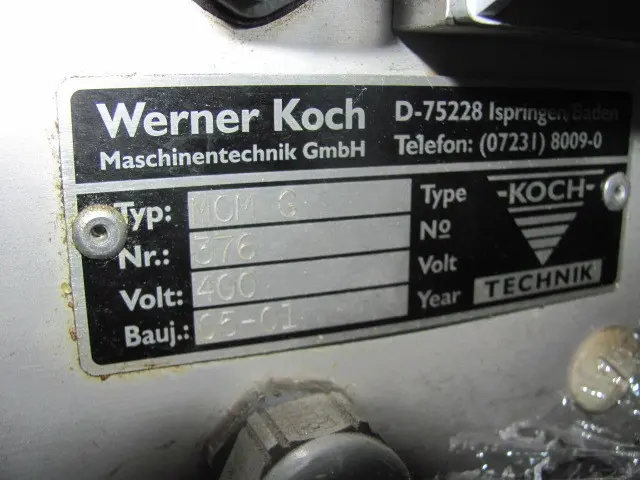 Werner Koch
Maschinentechnik GmbH
D-75228 Ispringen/Baden
Telefon: (07231) 8009-0
Typ: MCM G Type
Nr.: 376 No
Volt: 400 Volt
Bauj.: 05-01 Year
-KOCH-
TECHNIK